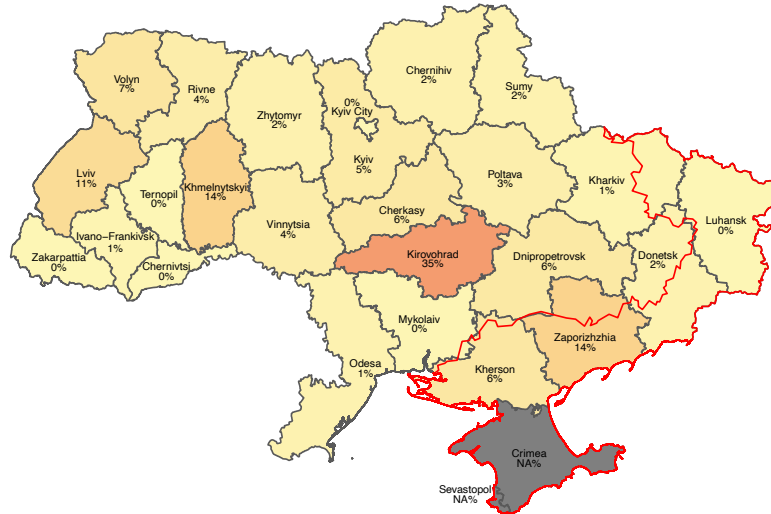 Chernihiv
2%
Volyn
7%
Rivne
4%
Sumy
2%
0%
Kyiv City
Zhytomyr
2%
Kyiv
5%
Lviv
11%
Poltava
3%
Kharkiv
1%
Ternopil
0%
Khmelnytskyi
14%
Cherkasy
6%
Luhansk
0%
Ivano−Frankivsk
1%
Vinnytsia
4%
Kirovohrad
35%
Dnipropetrovsk
6%
Donetsk
2%
Zakarpattia
0%
Chernivtsi
0%
Mykolaiv
0%
Zaporizhzhia
14%
Odesa
1%
Kherson
6%
Crimea
NA%
Sevastopol
NA%